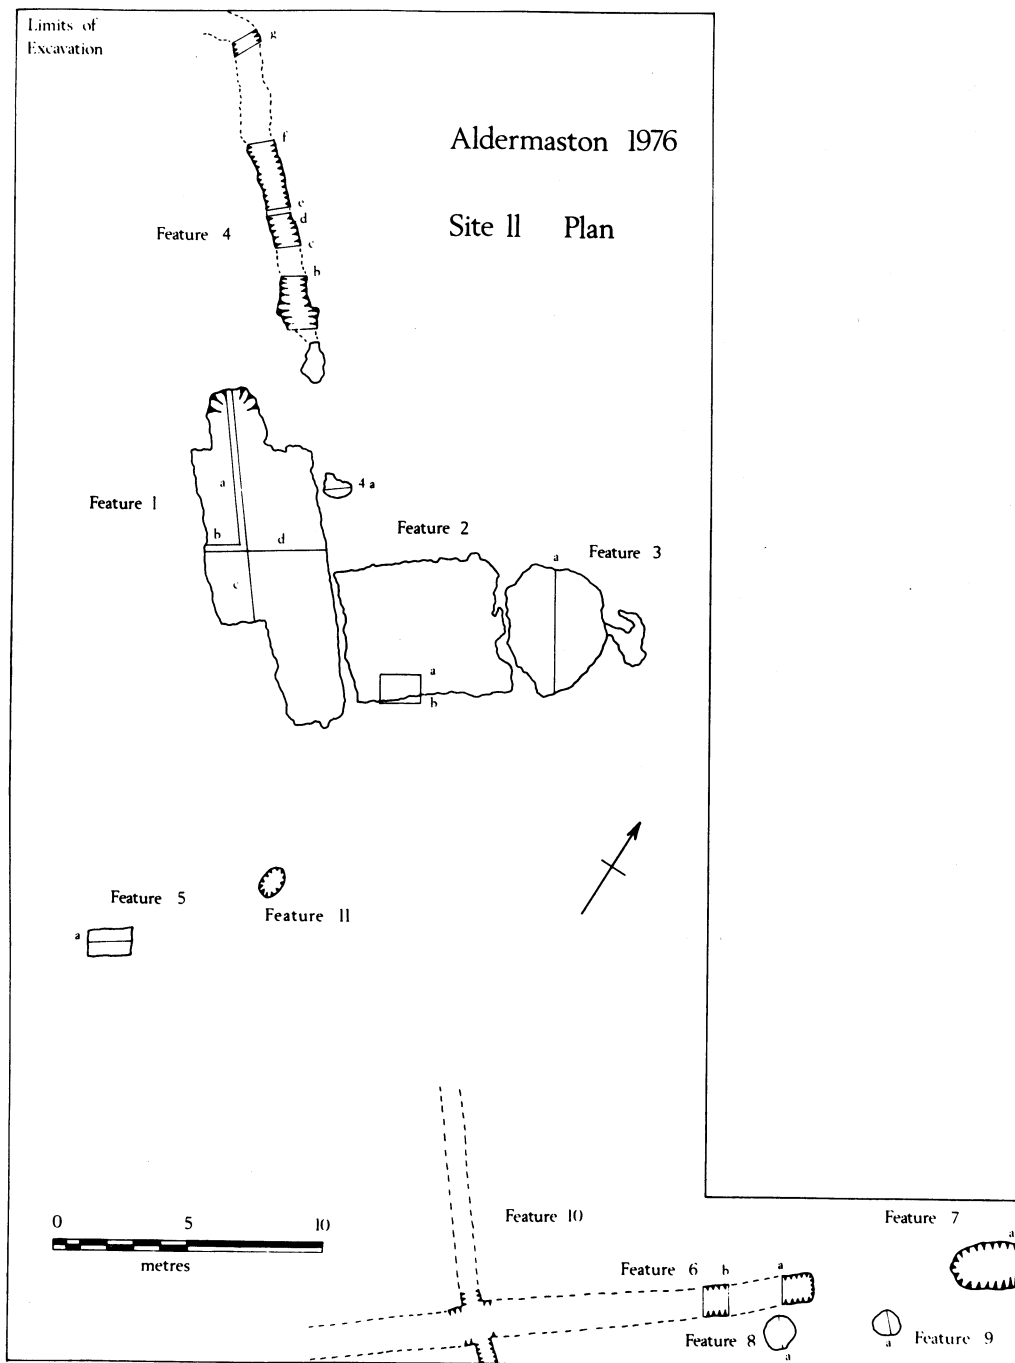 Limits of
Excavation
g
Aldermaston 1976
f
e
d
Site 11 Plan
Feature 4
c
b
a
4 a
Feature 1
Feature 2
b
d
a
Feature 3
c
a
b
Feature 5
Feature 11
a
0 5 10
metres
Feature 10
Feature 7
a
Feature 6 b a
Feature 8
a
a
Feature 9